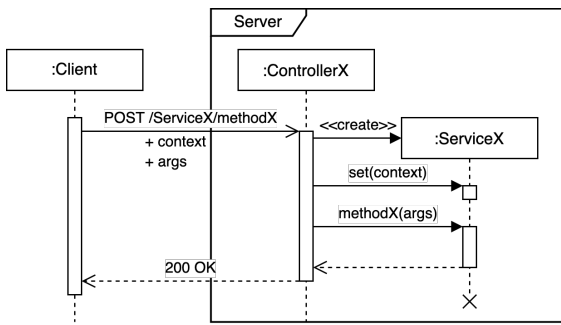 Server
:Client
:ControllerX
POST /ServiceX/methodX
+ context
+ args
<<create>>
:ServiceX
set(context)
methodX(args)
200 OK